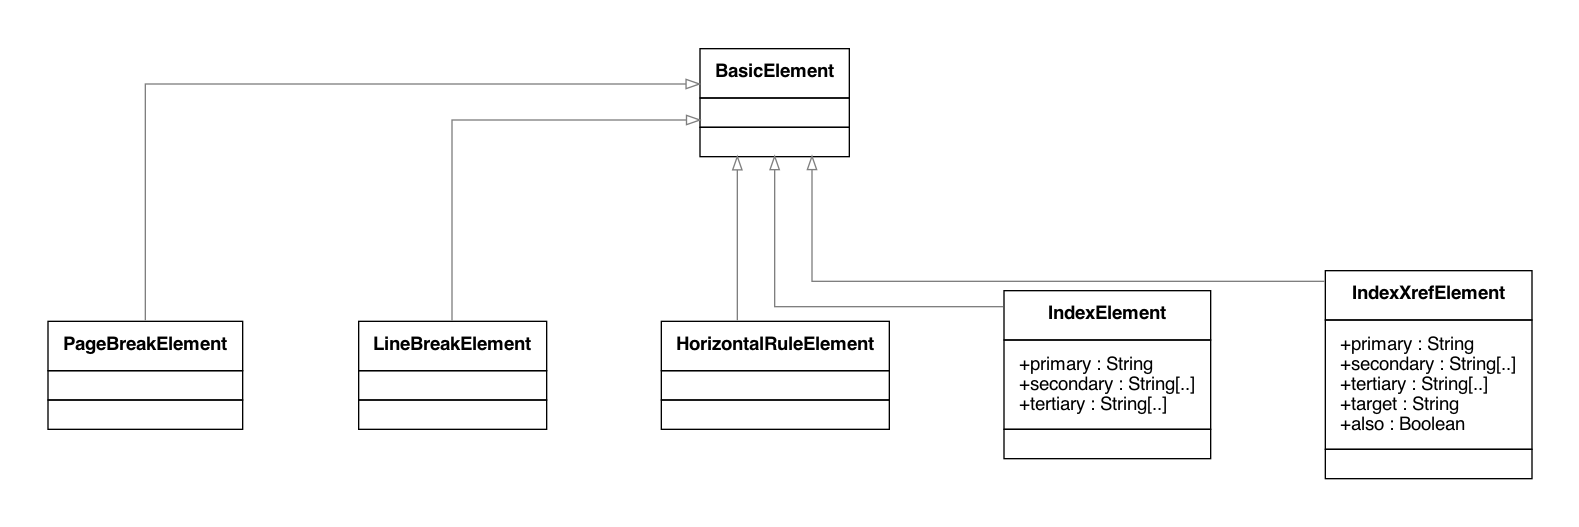 BasicElement
PageBreakElement
LineBreakElement
HorizontalRuleElement
IndexElement
+primary : String
+secondary : String[..]
+tertiary : String[..]
IndexXrefElement
+primary : String
+secondary : String[..]
+tertiary : String[..]
+target : String
+also : Boolean